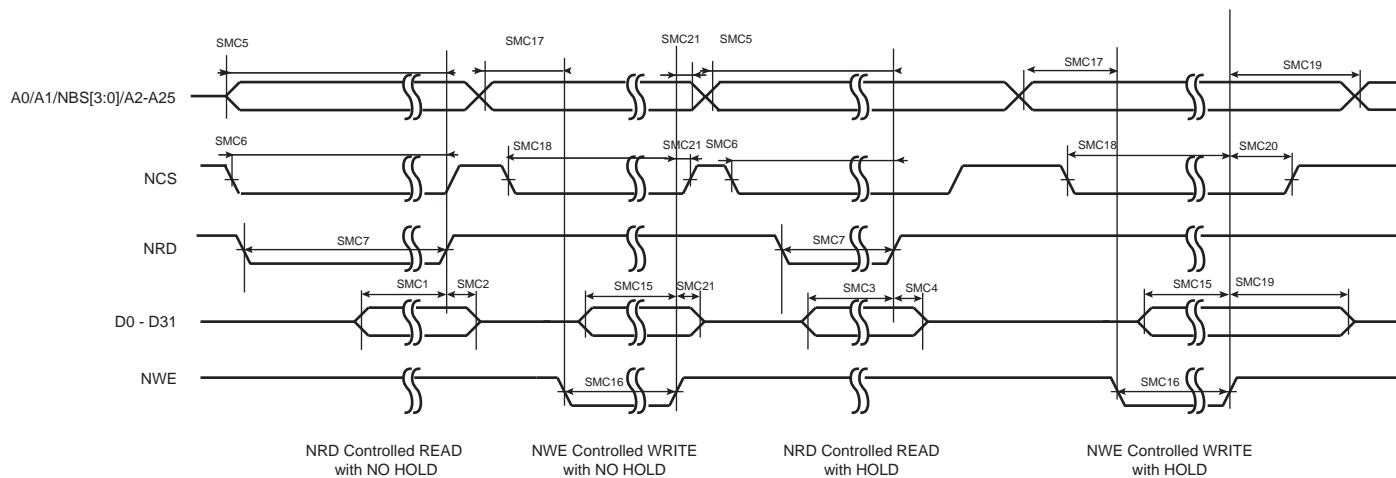 SMC5 SMC17 SMC21 SMC5 SMC17 SMC19
A0/A1/NBS[3:0]/A2-A25
SMC6 SMC18 SMC21 SMC6 SMC18 SMC20
NCS
NRD SMC7 SMC7
SMC1 SMC2 SMC15 SMC21 SMC3 SMC4 SMC15 SMC19
D0 - D31
NWE SMC16 SMC16
NRD Controlled READ
with NO HOLD
NWE Controlled WRITE
with NO HOLD
NRD Controlled READ
with HOLD
NWE Controlled WRITE
with HOLD